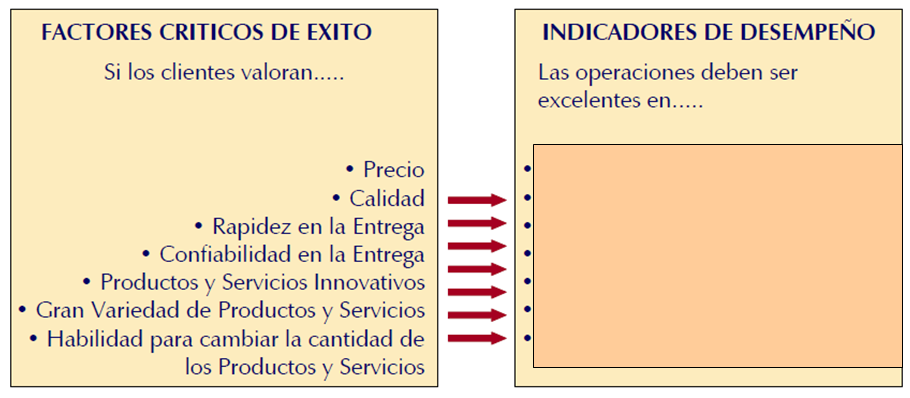 FACTORES CRITICOS DE EXITO
Si los clientes valoran.....
• Precio
• Calidad
• Rapidez en la Entrega
• Confiabilidad en la Entrega
• Productos y Servicios Innovativos
• Gran Variedad de Productos y Servicios
• Habilidad para cambiar la cantidad de
los Productos y Servicios
INDICADORES DE DESEMPEÑO
Las operaciones deben ser
excelentes en.....